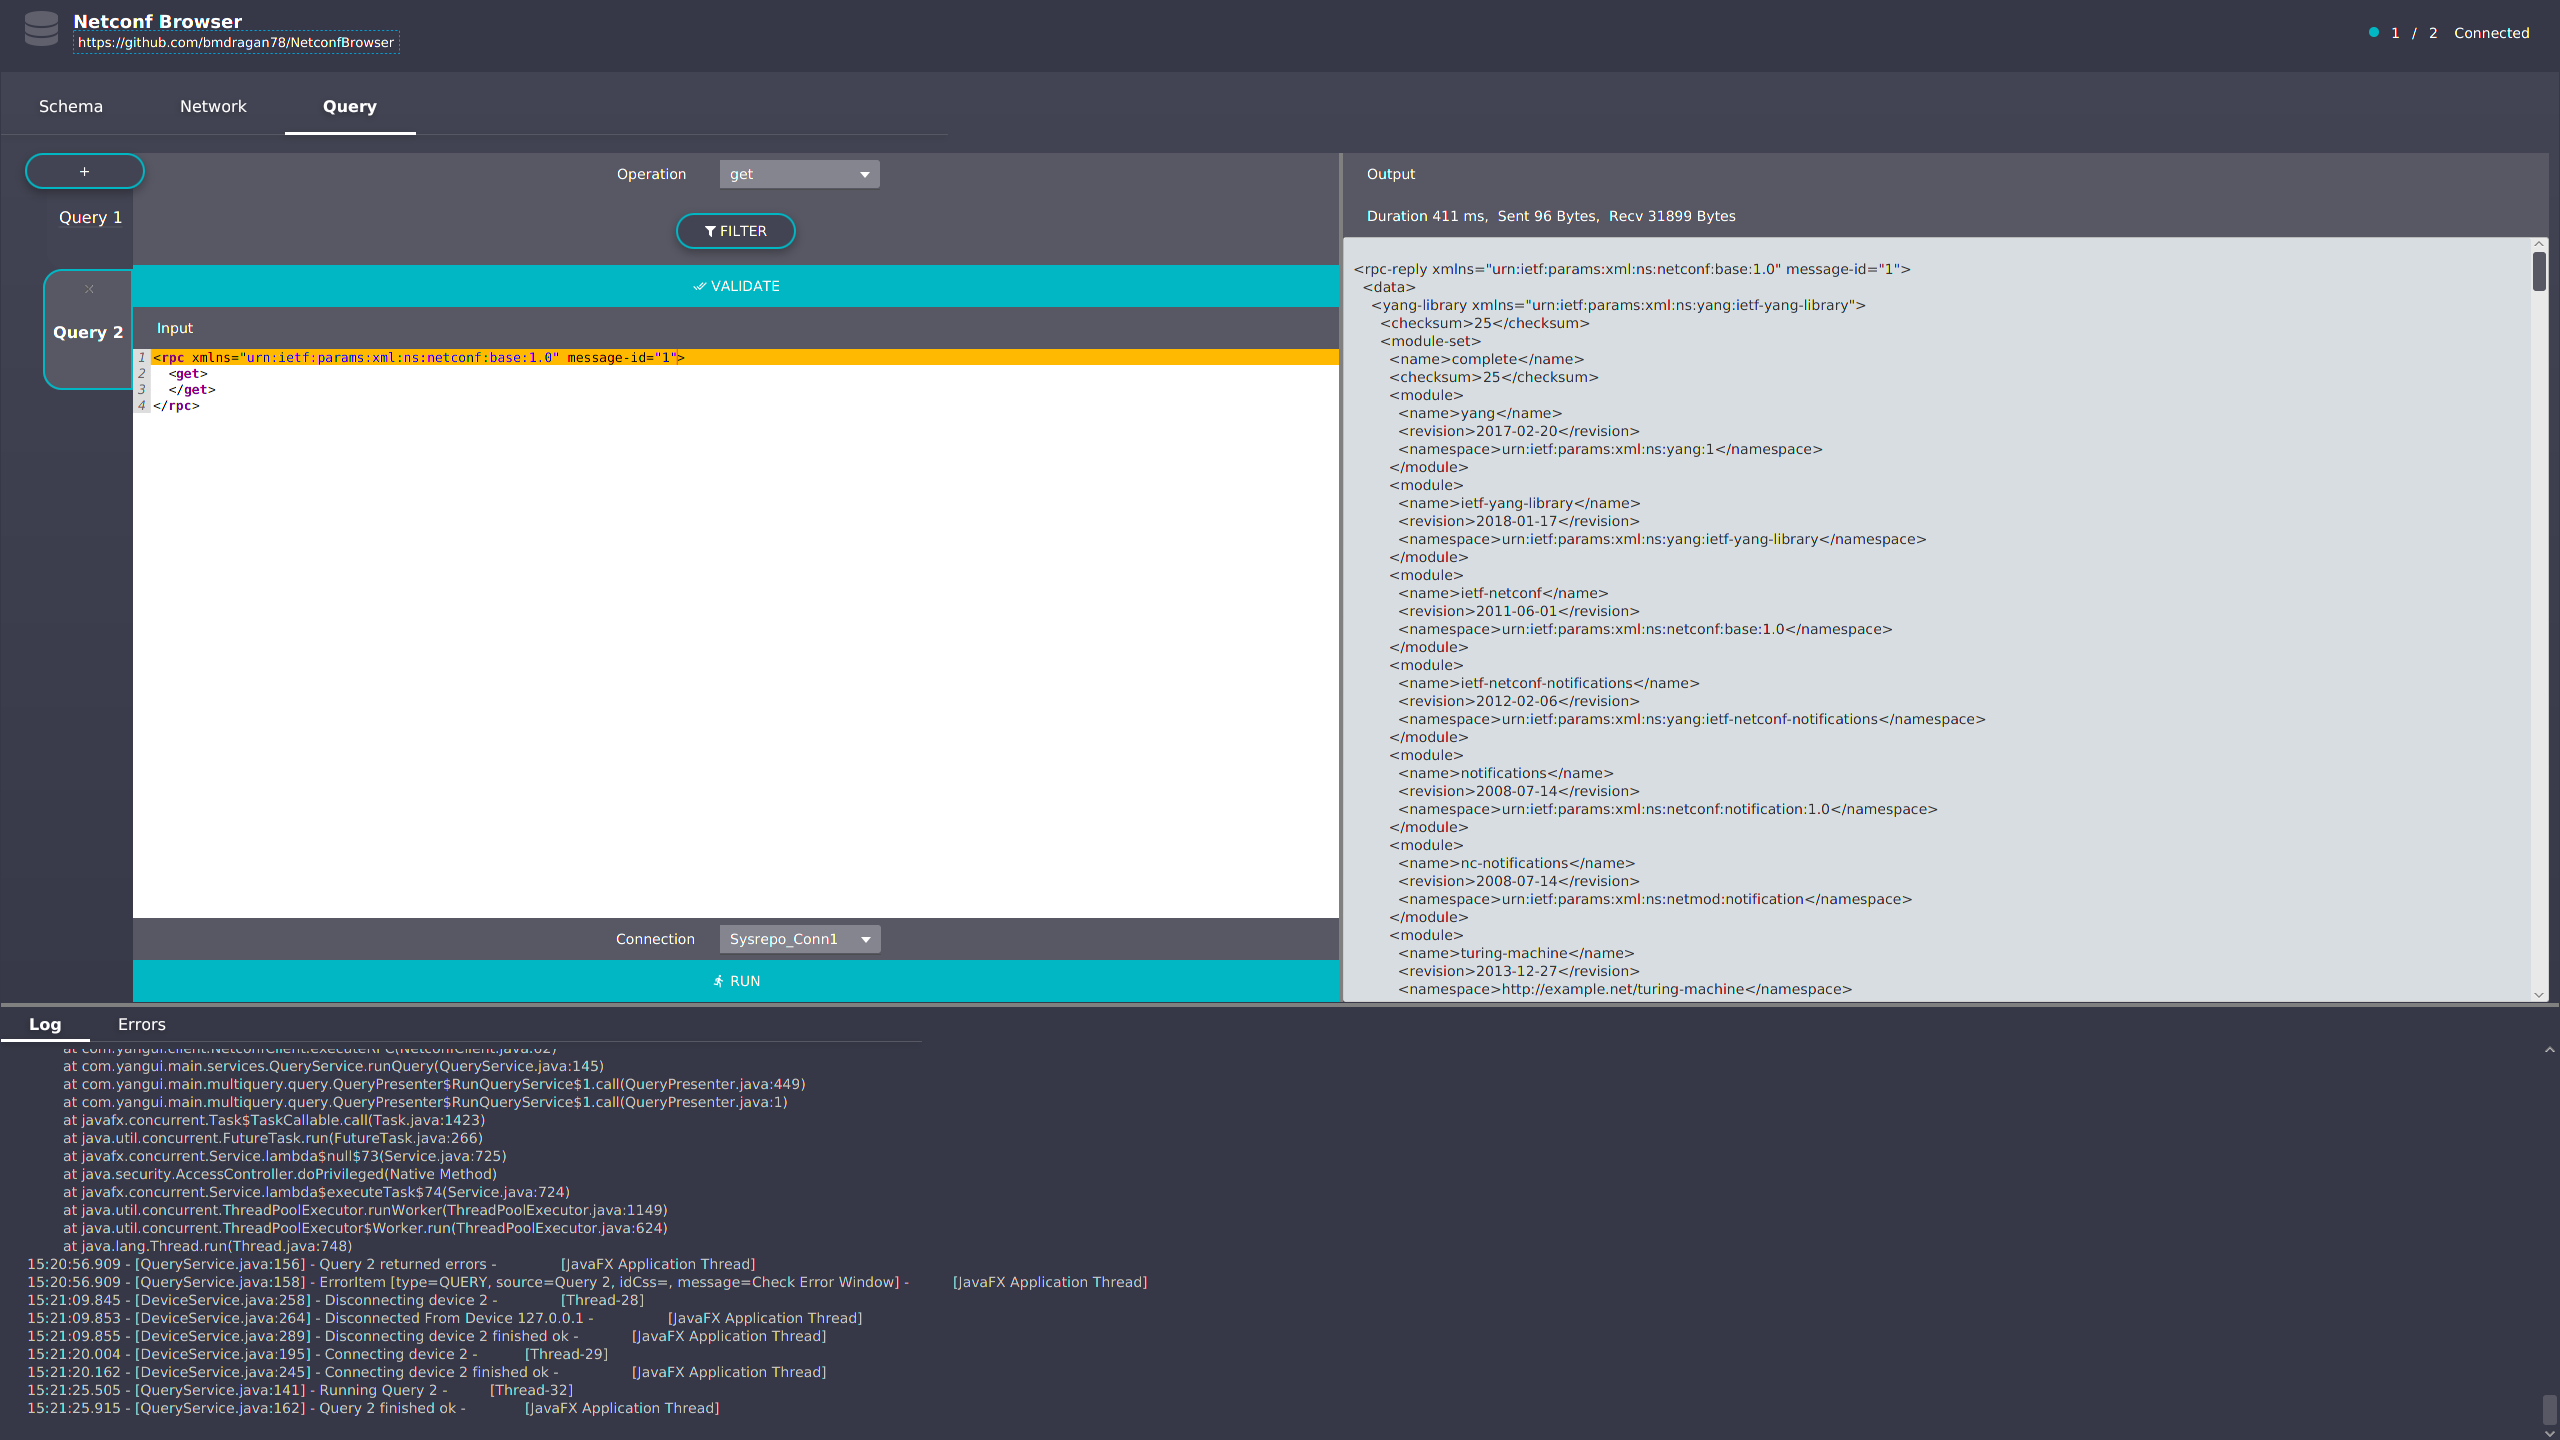 Netconf Browser
https://github.com/bmdragan78/NetconfBrowser
1 / 2 Connected
Schema Network Query
+
Query 1
Query 2
Operation get
FILTER
VALIDATE
Input
1 <rpc xmlns="urn:ietf:params:xml:ns:netconf:base:1.0" message-id="1">
2 <get>
3 </get>
4 </rpc>
Connection Sysrepo_Conn1
RUN
Output
Duration 411 ms, Sent 96 Bytes, Recv 31899 Bytes
<rpc-reply xmlns="urn:ietf:params:xml:ns:netconf:base:1.0" message-id="1">
<data>
<yang-library xmlns="urn:ietf:params:xml:ns:yang:ietf-yang-library">
<checksum>25</checksum>
<module-set>
<name>complete</name>
<checksum>25</checksum>
<module>
<name>yang</name>
<revision>2017-02-20</revision>
<namespace>urn:ietf:params:xml:ns:yang:1</namespace>
</module>
<module>
<name>ietf-yang-library</name>
<revision>2018-01-17</revision>
<namespace>urn:ietf:params:xml:ns:yang:ietf-yang-library</namespace>
</module>
<module>
<name>ietf-netconf</name>
<revision>2011-06-01</revision>
<namespace>urn:ietf:params:xml:ns:netconf:base:1.0</namespace>
</module>
<module>
<name>ietf-netconf-notifications</name>
<revision>2012-02-06</revision>
<namespace>urn:ietf:params:xml:ns:yang:ietf-netconf-notifications</namespace>
</module>
<module>
<name>notifications</name>
<revision>2008-07-14</revision>
<namespace>urn:ietf:params:xml:ns:netconf:notification:1.0</namespace>
</module>
<module>
<name>nc-notifications</name>
<revision>2008-07-14</revision>
<namespace>urn:ietf:params:xml:ns:netmod:notification</namespace>
</module>
<module>
<name>turing-machine</name>
<revision>2013-12-27</revision>
<namespace>http://example.net/turing-machine</namespace>
Log Errors
at com.yangui.client.NetconfClient.executeRPC(NetconfClient.java:62)
at com.yangui.main.services.QueryService.runQuery(QueryService.java:145)
at com.yangui.main.multiquery.query.QueryPresenter$RunQueryService$1.call(QueryPresenter.java:449)
at com.yangui.main.multiquery.query.QueryPresenter$RunQueryService$1.call(QueryPresenter.java:1)
at javafx.concurrent.Task$TaskCallable.call(Task.java:1423)
at java.util.concurrent.FutureTask.run(FutureTask.java:266)
at javafx.concurrent.Service.lambda$null$73(Service.java:725)
at java.security.AccessController.doPrivileged(Native Method)
at javafx.concurrent.Service.lambda$executeTask$74(Service.java:724)
at java.util.concurrent.ThreadPoolExecutor.runWorker(ThreadPoolExecutor.java:1149)
at java.util.concurrent.ThreadPoolExecutor$Worker.run(ThreadPoolExecutor.java:624)
at java.lang.Thread.run(Thread.java:748)
15:20:56.909 - [QueryService.java:156] - Query 2 returned errors - [JavaFX Application Thread]
15:20:56.909 - [QueryService.java:158] - ErrorItem [type=QUERY, source=Query 2, idCss=, message=Check Error Window] - [JavaFX Application Thread]
15:21:09.845 - [DeviceService.java:258] - Disconnecting device 2 - [Thread-28]
15:21:09.853 - [DeviceService.java:264] - Disconnected From Device 127.0.0.1 - [JavaFX Application Thread]
15:21:09.855 - [DeviceService.java:289] - Disconnecting device 2 finished ok - [JavaFX Application Thread]
15:21:20.004 - [DeviceService.java:195] - Connecting device 2 - [Thread-29]
15:21:20.162 - [DeviceService.java:245] - Connecting device 2 finished ok - [JavaFX Application Thread]
15:21:25.505 - [QueryService.java:141] - Running Query 2 - [Thread-32]
15:21:25.915 - [QueryService.java:162] - Query 2 finished ok - [JavaFX Application Thread]